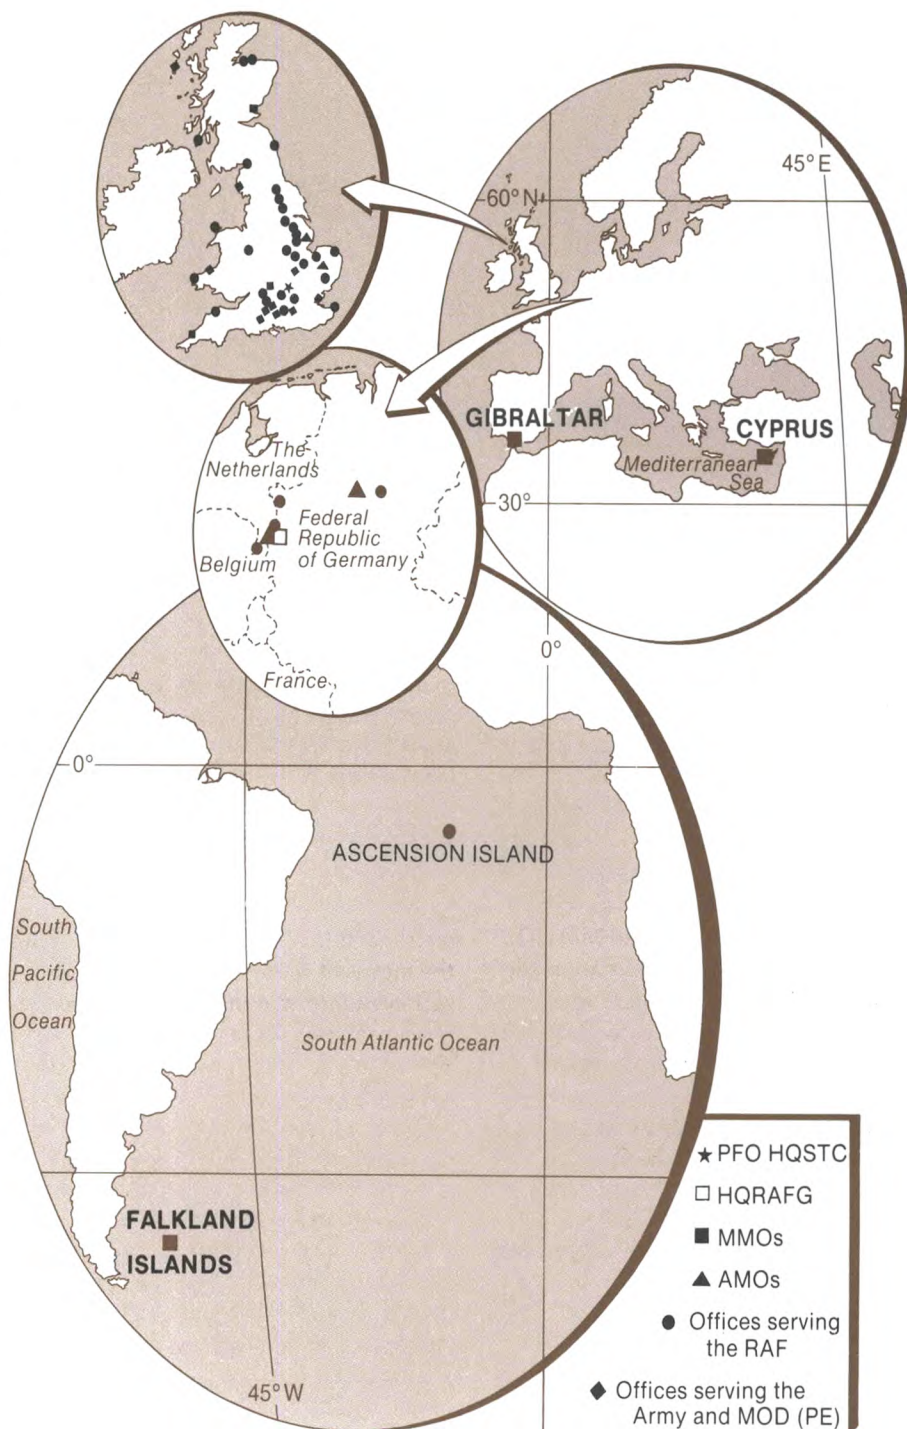 45° E
60° N
GIBRALTAR
CYPRUS
Mediterranean
Sea
30°
0°
The
Netherlands
Federal
Republic
of Germany
Belgium
France
0°
ASCENSION ISLAND
South
Pacific
Ocean
South Atlantic Ocean
FALKLAND
ISLANDS
45° W
PFO HQSTC
HQRAFG
MMOs
AMOs
Offices serving
the RAF
Offices serving the
Army and MOD (PE)